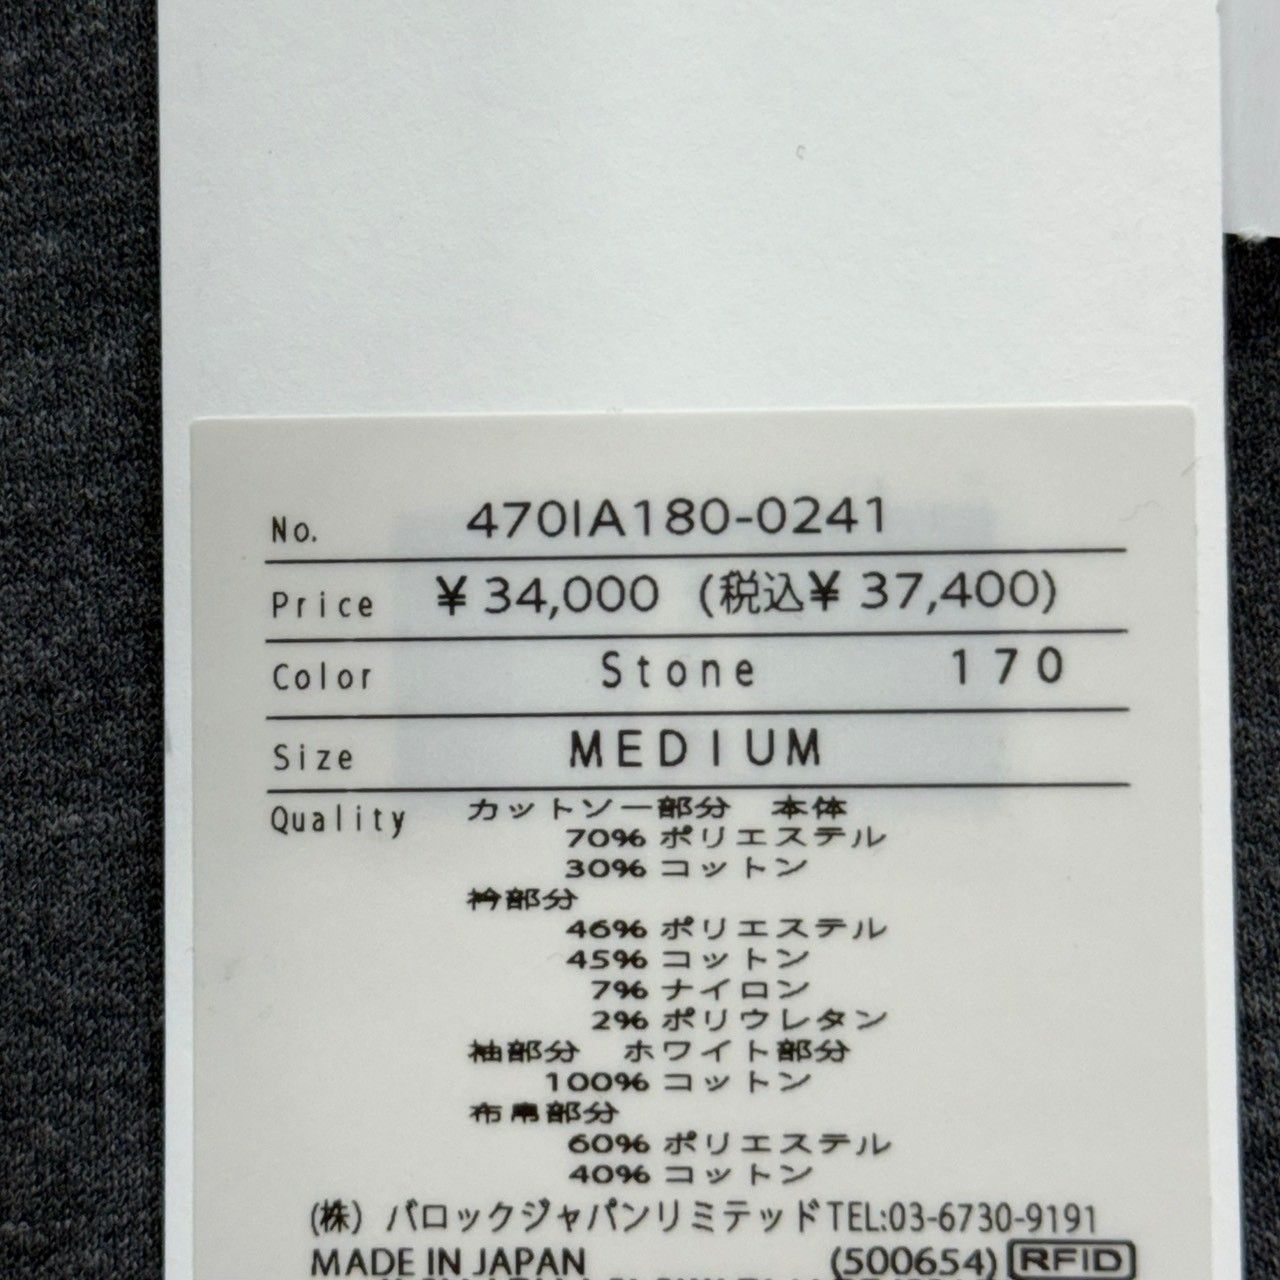 No. 470IA180-0241
Price ¥34,000 (税込¥37,400)
Color Stone 170
Size MEDIUM
Quality カットソー部分 本体
70% ポリエステル
30% コットン
衿部分
46% ポリエステル
45% コットン
7% ナイロン
2% ポリウレタン
袖部分 ホワイト部分
100% コットン
布帛部分
60% ポリエステル
40% コットン
(株) バロックジャパンリミテッド TEL:03-6730-9191
MADE IN JAPAN (500654) RFID